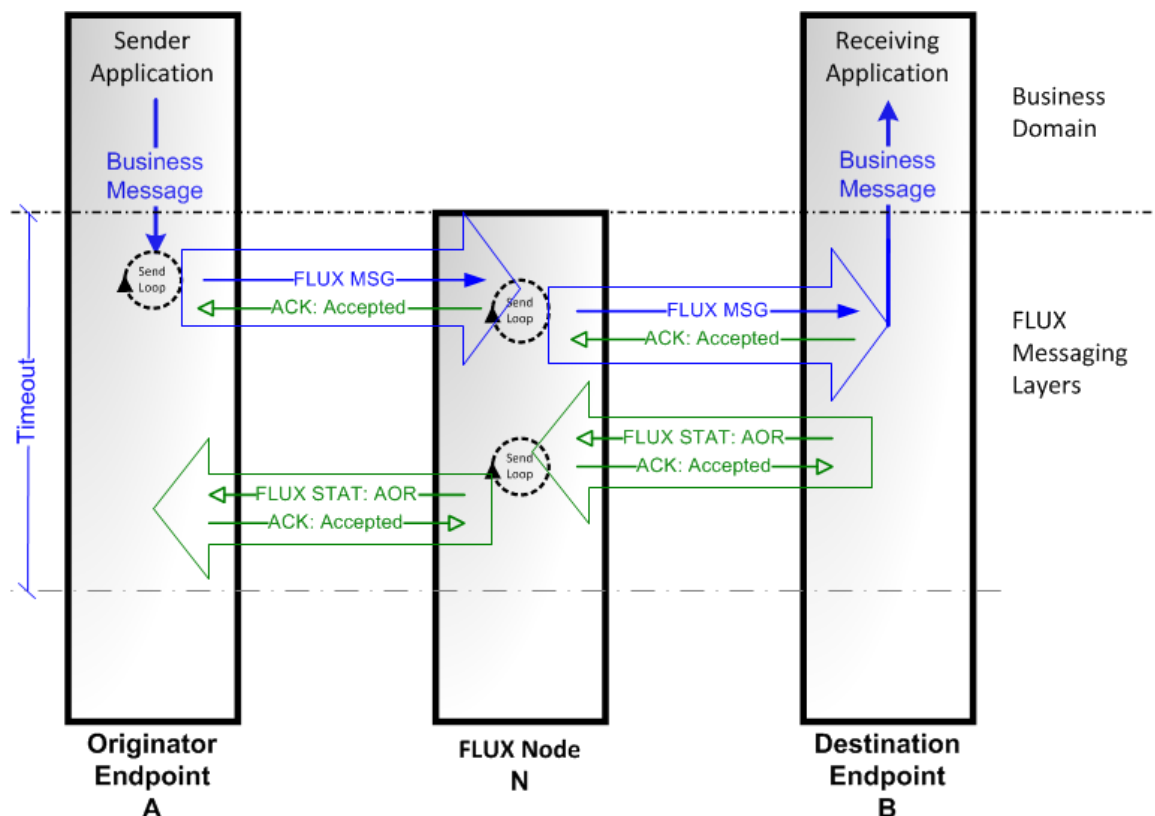 Sender
Application
Receiving
Application
Business
Domain
Business
Message
Business
Message
Send
Loop
FLUX MSG
ACK: Accepted
Send
Loop
FLUX MSG
ACK: Accepted
FLUX
Messaging
Layers
Timeout
FLUX STAT: AOR
ACK: Accepted
Send
Loop
FLUX STAT: AOR
ACK: Accepted
Originator
Endpoint
A
FLUX Node
N
Destination
Endpoint
B